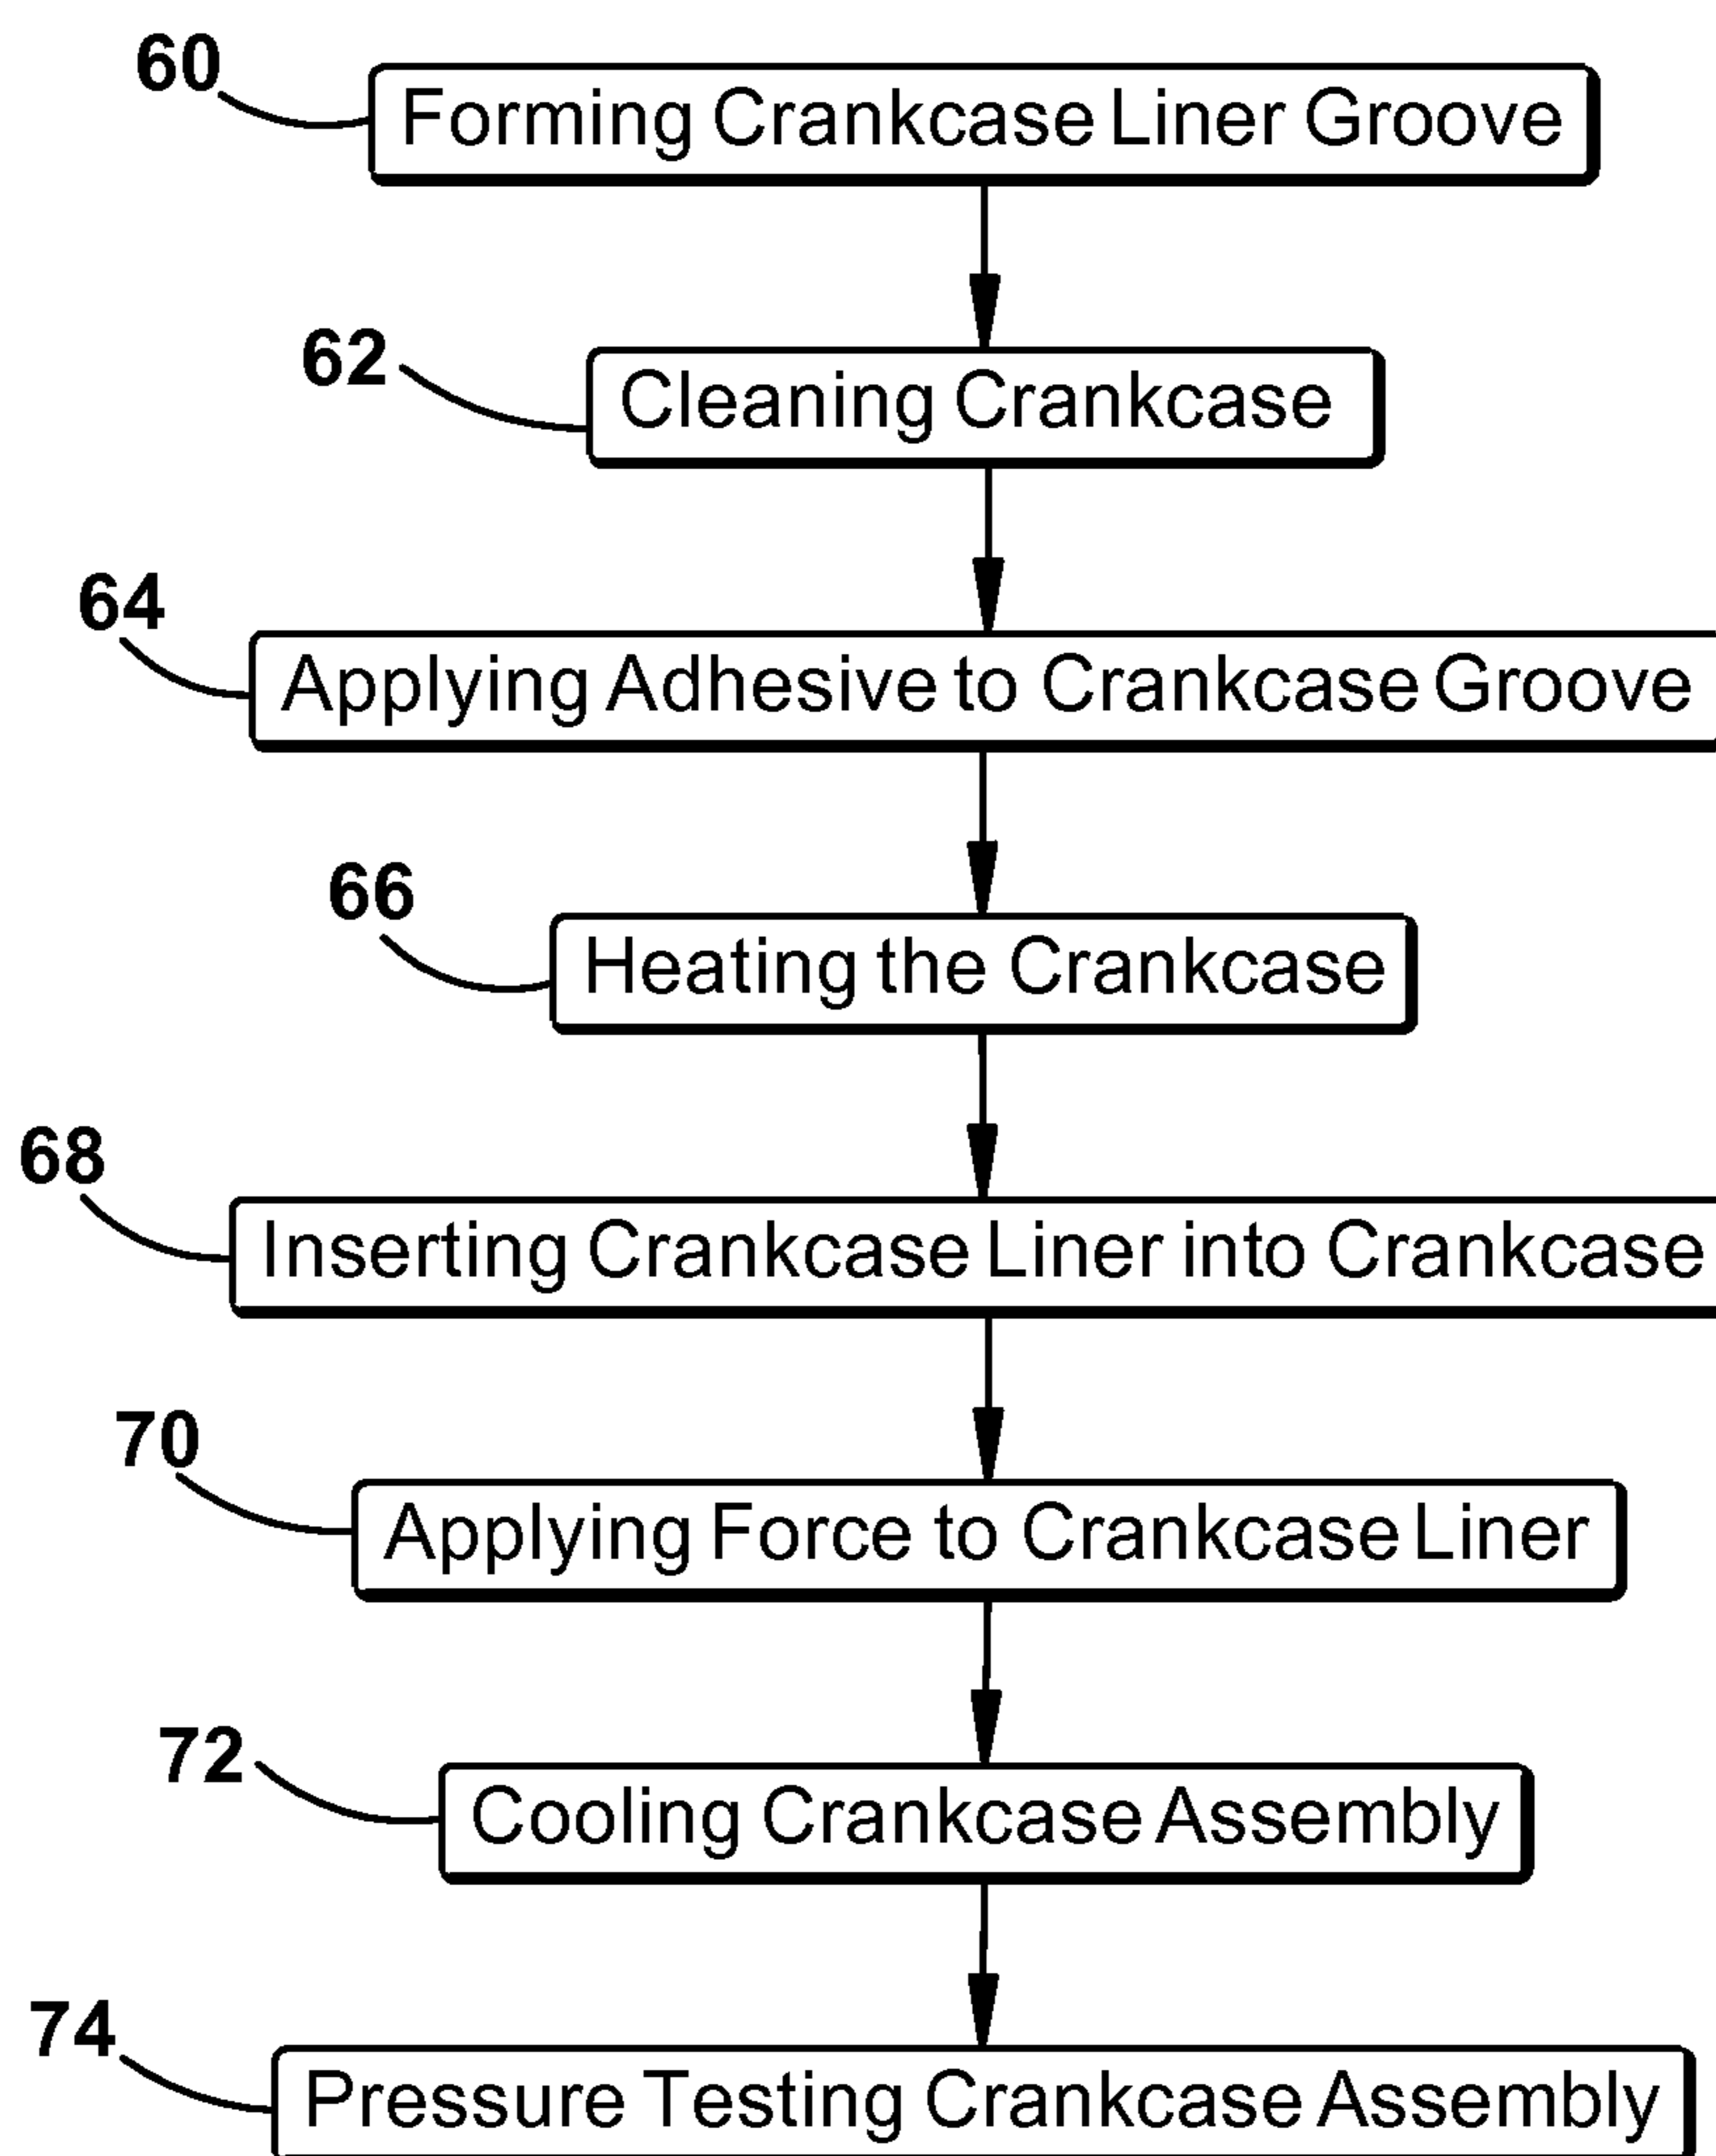 60
Forming Crankcase Liner Groove
62
Cleaning Crankcase
64
Applying Adhesive to Crankcase Groove
66
Heating the Crankcase
68
Inserting Crankcase Liner into Crankcase
70
Applying Force to Crankcase Liner
72
Cooling Crankcase Assembly
74
Pressure Testing Crankcase Assembly